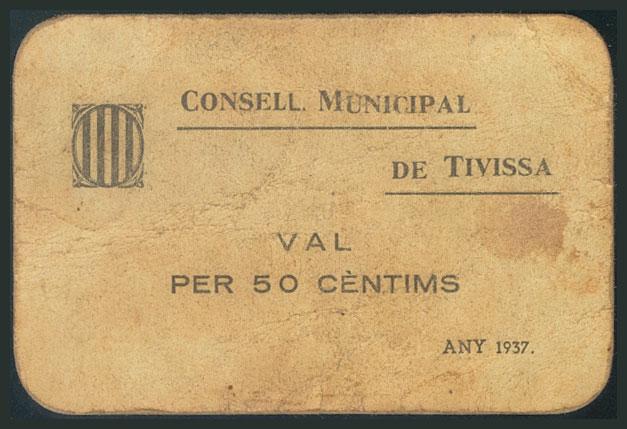 CONSELL MUNICIPAL
DE TIVISSA
VAL
PER 50 CÈNTIMS
ANY 1937.